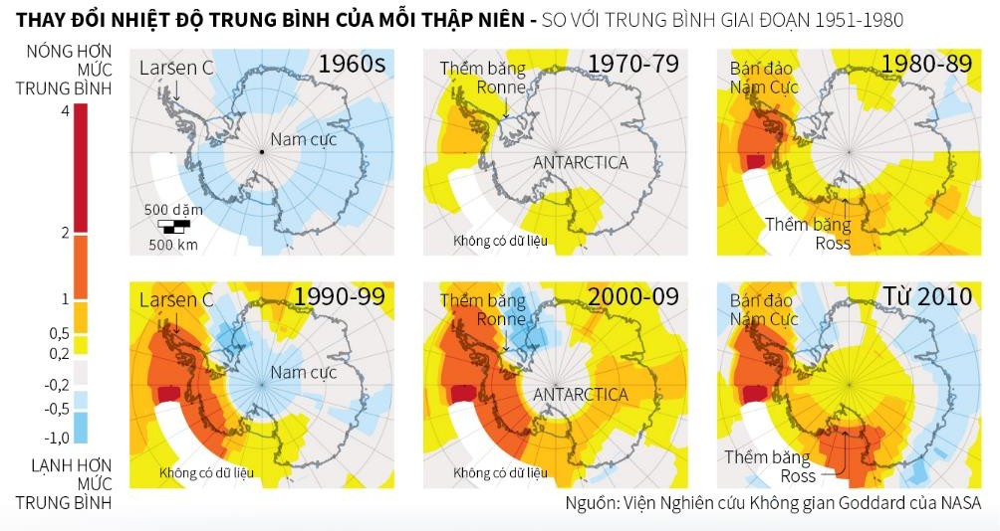 THAY ĐỔI NHIỆT ĐỘ TRUNG BÌNH CỦA MỖI THẬP NIÊN - SO VỚI TRUNG BÌNH GIAI ĐOẠN 1951-1980
NÓNG HƠN
MỨC
TRUNG BÌNH
4
2
1
0,5
0,2
-0,2
-0,5
-1,0
LẠNH HƠN
MỨC
TRUNG BÌNH
Larsen C
1960s
Nam cực
500 dặm
500 km
Thềm băng
Ronne
1970-79
ANTARCTICA
Không có dữ liệu
Bán đảo
Nam Cực
1980-89
Thềm băng
Ross
Larsen C
1990-99
Nam cực
Không có dữ liệu
Thềm băng
Ronne
2000-09
ANTARCTICA
Không có dữ liệu
Bán đảo
Nam Cực
Từ 2010
Thềm băng
Ross
Nguồn: Viện Nghiên cứu Không gian Goddard của NASA